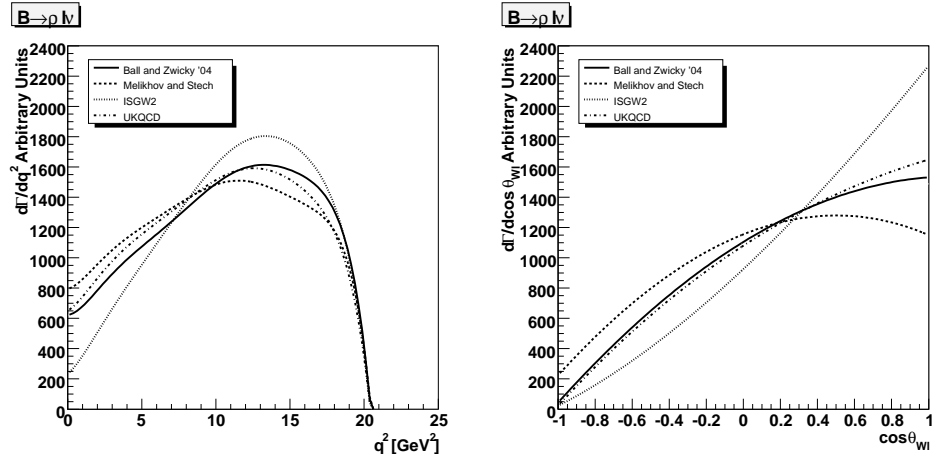 B→ρ lν
dΓ/dq² Arbitrary Units
2400
2200
2000
1800
1600
1400
1200
1000
800
600
400
200
0
Ball and Zwicky '04
Melikhov and Stech
ISGW2
UKQCD
0 5 10 15 20 25
q² [GeV²]
B→ρ lν
dΓ/dcos θ_Wl Arbitrary Units
2400
2200
2000
1800
1600
1400
1200
1000
800
600
400
200
0
Ball and Zwicky '04
Melikhov and Stech
ISGW2
UKQCD
-1 -0.8 -0.6 -0.4 -0.2 0 0.2 0.4 0.6 0.8 1
cosθ_Wl